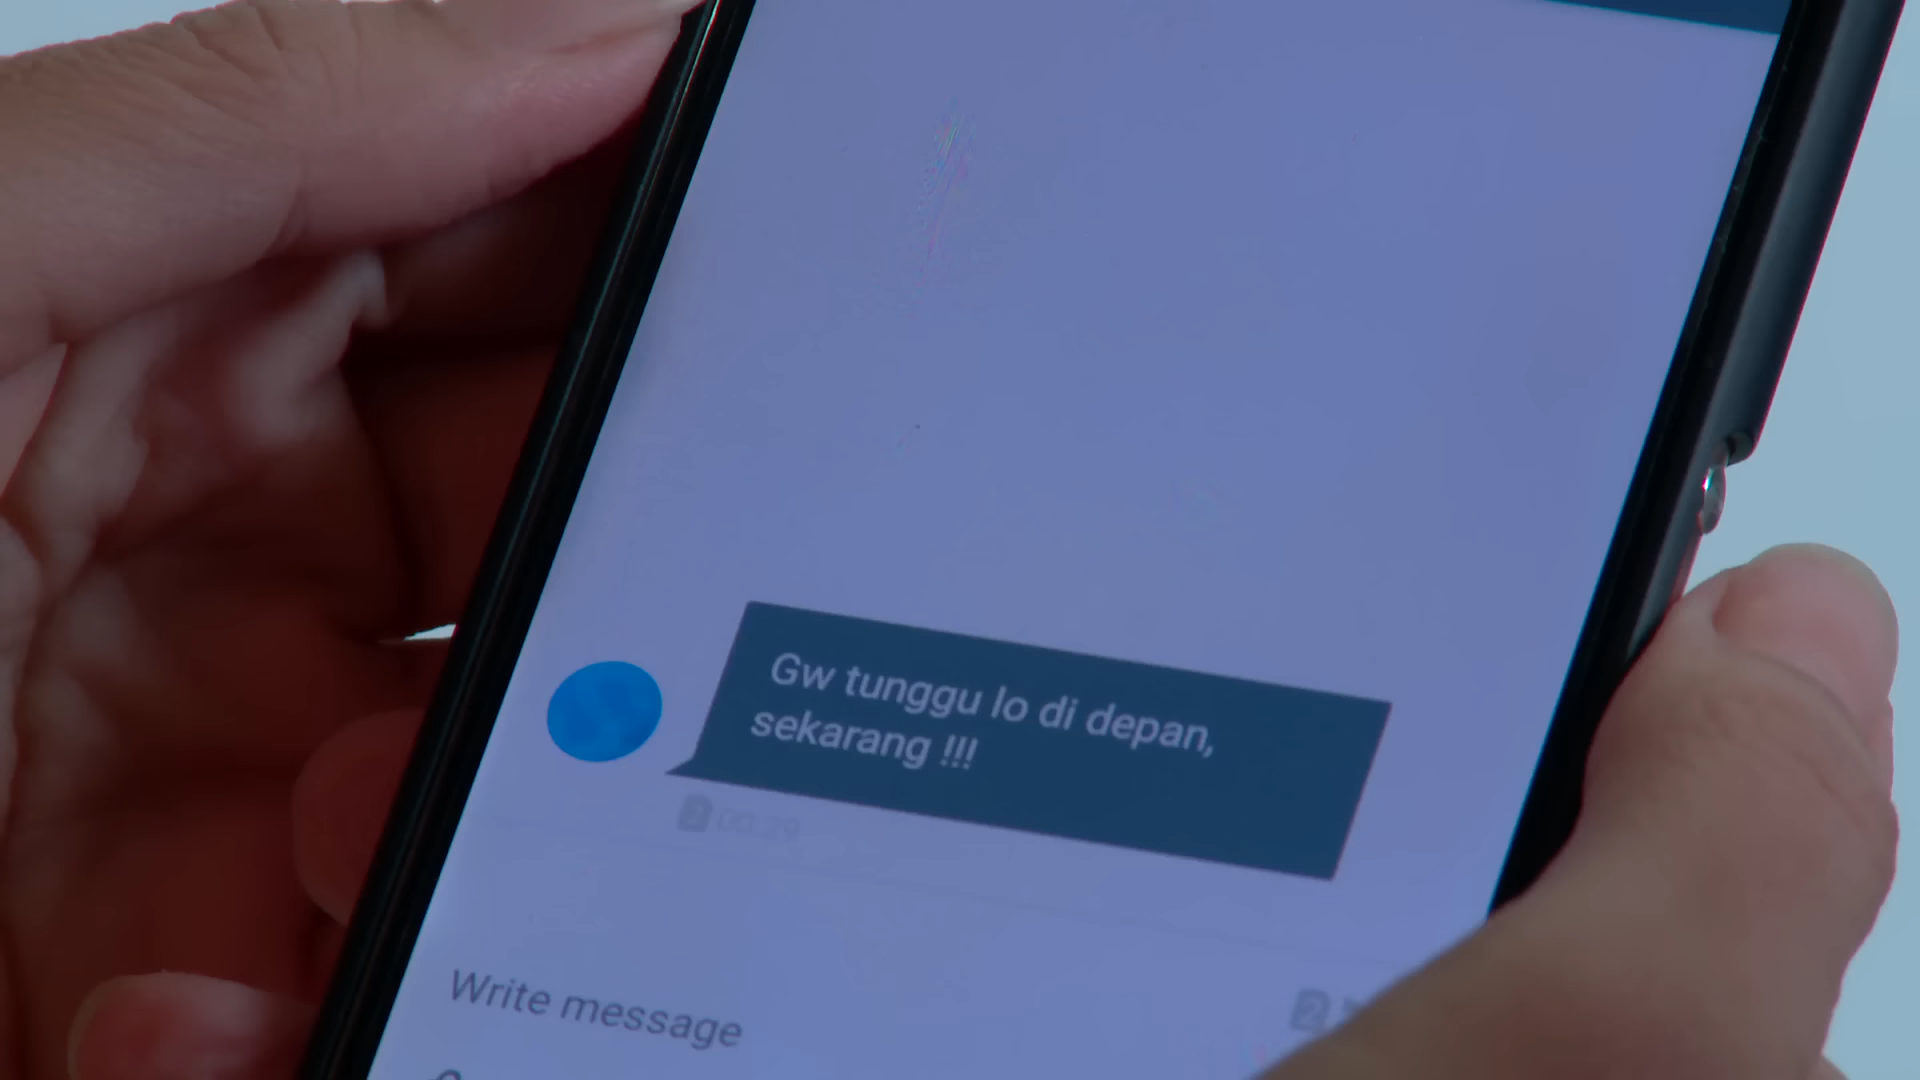 Gw tunggu lo di depan,
sekarang !!!
Write message